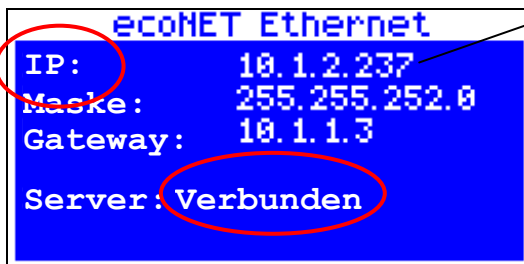 ecoNET Ethernet
IP: 10.1.2.237
Maske: 255.255.252.0
Gateway: 10.1.1.3
Server: Verbunden